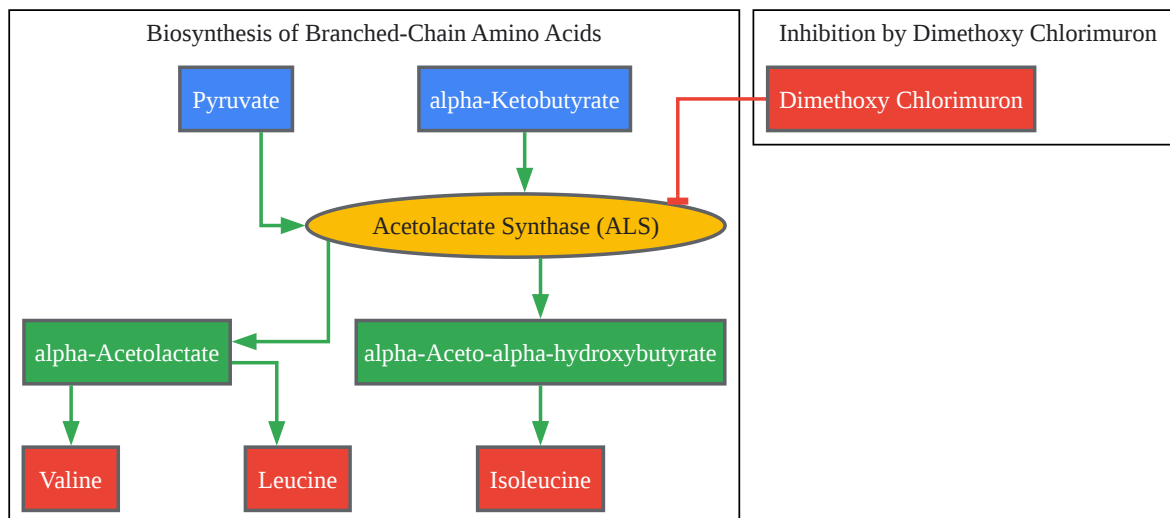 Biosynthesis of Branched-Chain Amino Acids
Inhibition by Dimethoxy Chlorimuron
Pyruvate
alpha-Ketobutyrate
Dimethoxy Chlorimuron
Acetolactate Synthase (ALS)
alpha-Acetolactate
alpha-Aceto-alpha-hydroxybutyrate
Valine
Leucine
Isoleucine